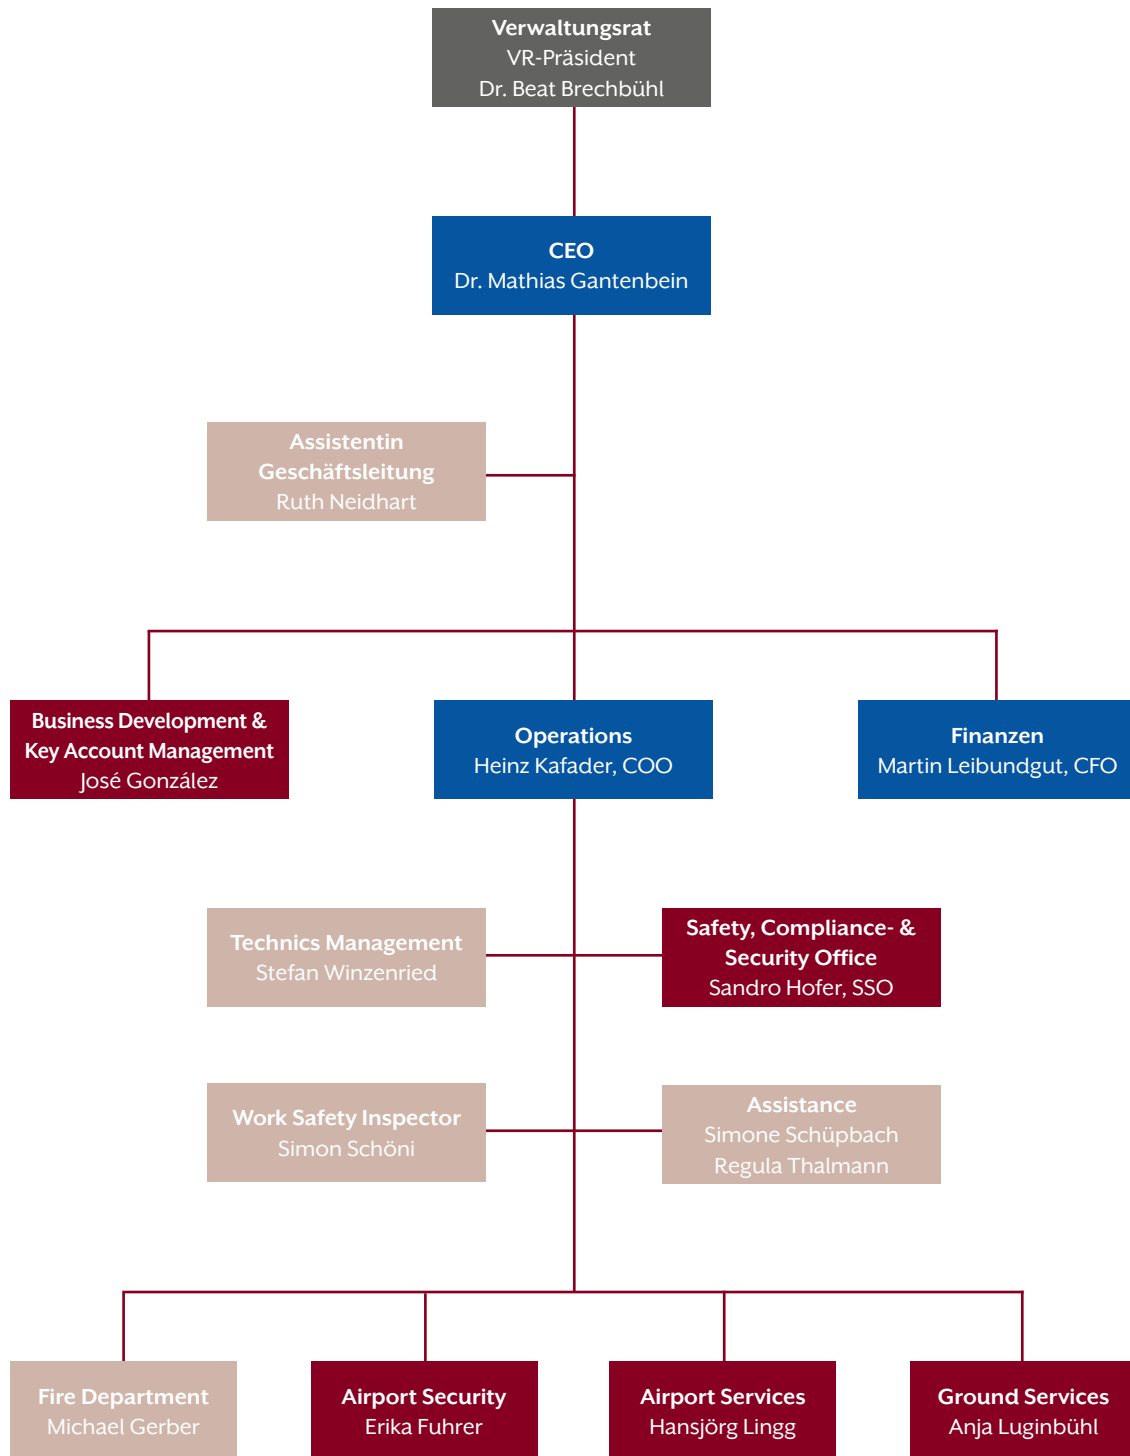 Verwaltungsrat
VR-Präsident
Dr. Beat Brechbühl
CEO
Dr. Mathias Gantenbein
Assistentin
Geschäftsleitung
Ruth Neidhart
Business Development &
Key Account Management
José González
Operations
Heinz Kafader, COO
Finanzen
Martin Leibundgut, CFO
Technics Management
Stefan Winzenried
Safety, Compliance- &
Security Office
Sandro Hofer, SSO
Work Safety Inspector
Simon Schöni
Assistance
Simone Schüpbach
Regula Thalmann
Fire Department
Michael Gerber
Airport Security
Erika Fuhrer
Airport Services
Hansjörg Lingg
Ground Services
Anja Luginbühl